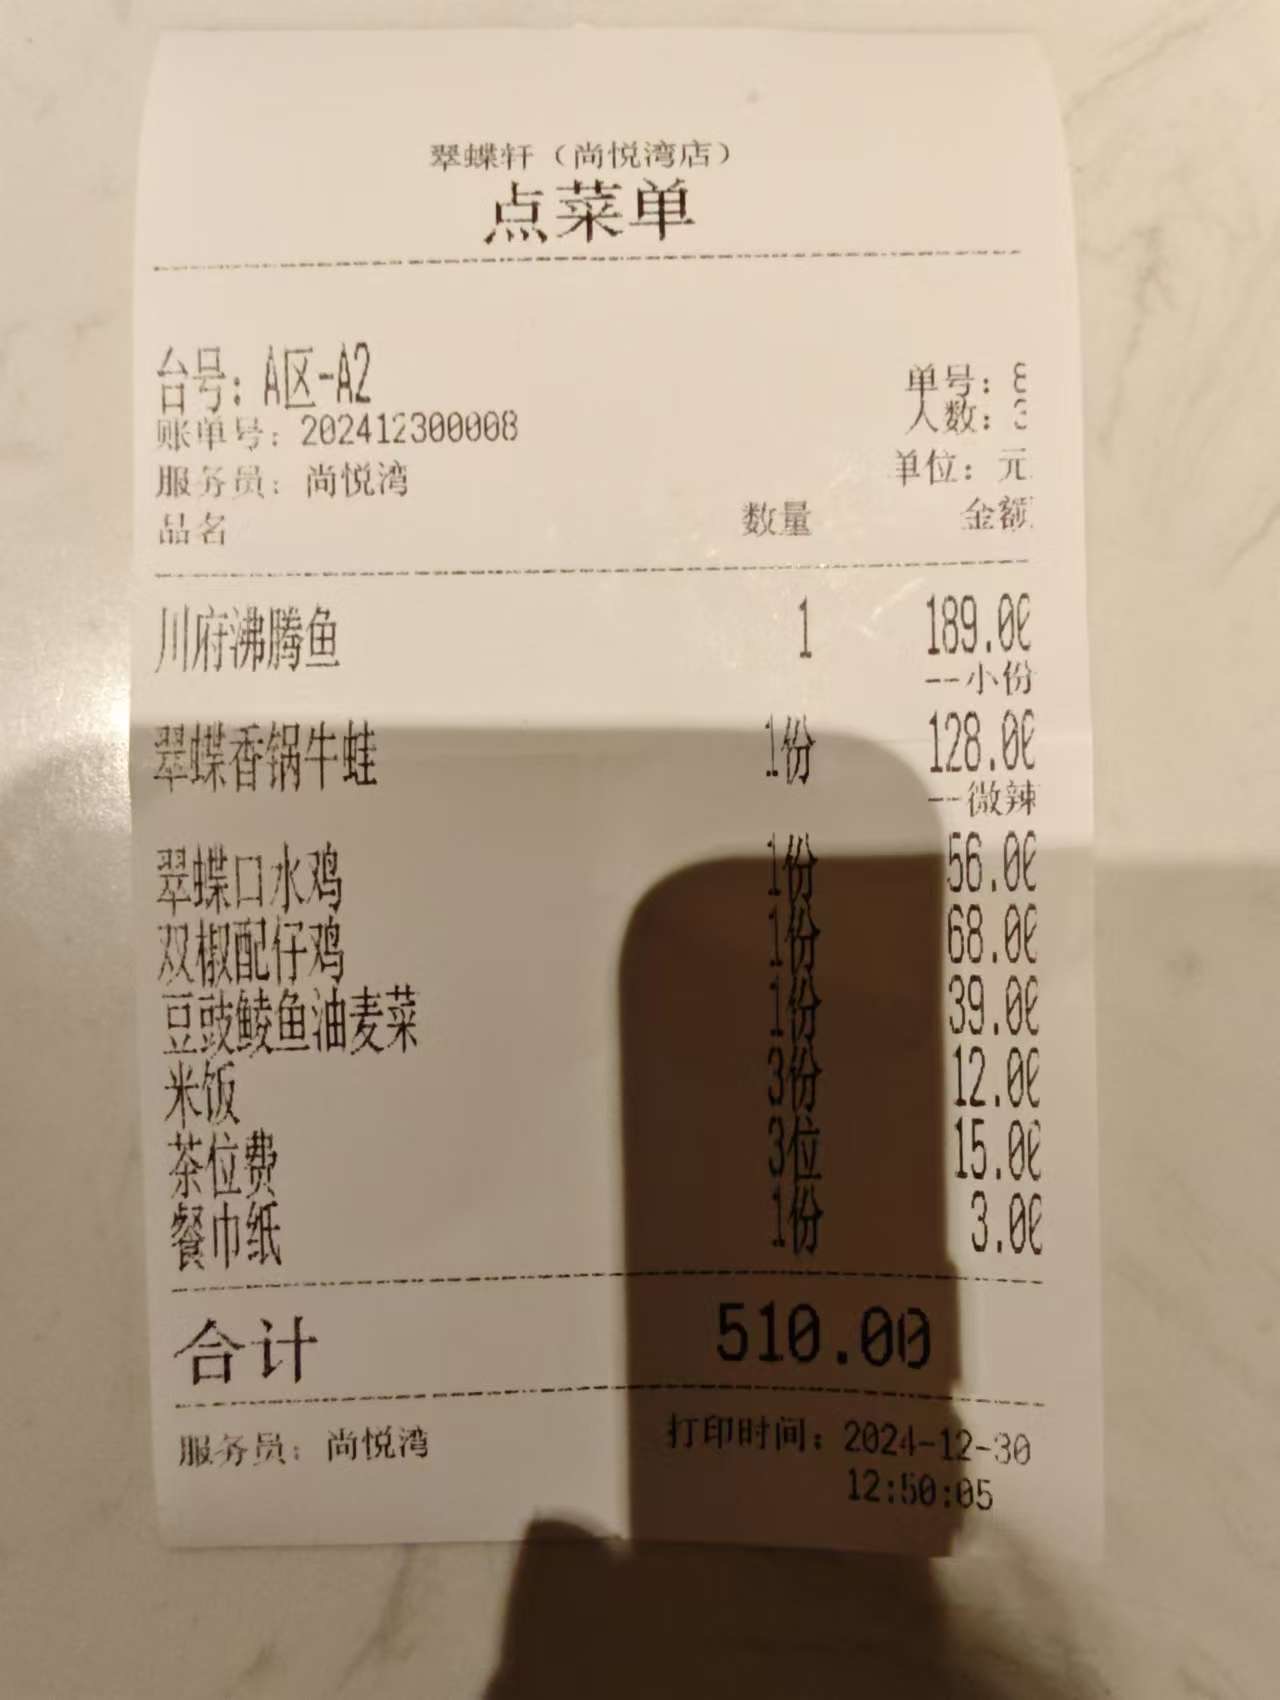 翠蝶轩（尚悦湾店）
点菜单
台号：A区-A2
单号：8
账单号：202412300008
人数：3
服务员：尚悦湾
单位：元
品名 数量 金额
川府沸腾鱼 1 189.00
--小份
翠蝶香锅牛蛙 1份 128.00
--微辣
翠蝶口水鸡 1份 56.00
双椒配仔鸡 1份 68.00
豆豉鲮鱼油麦菜 1份 39.00
米饭 3份 12.00
茶位费 3位 15.00
餐巾纸 1份 3.00
合计 510.00
服务员：尚悦湾 打印时间：2024-12-30
12:50:05